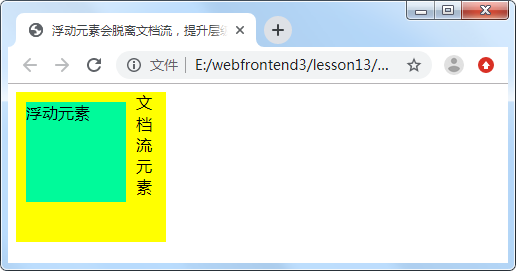 浮动元素会脱离文档流，提升层
文件 E:/webfrontend3/lesson13/...
浮动元素
文
档
流
元
素